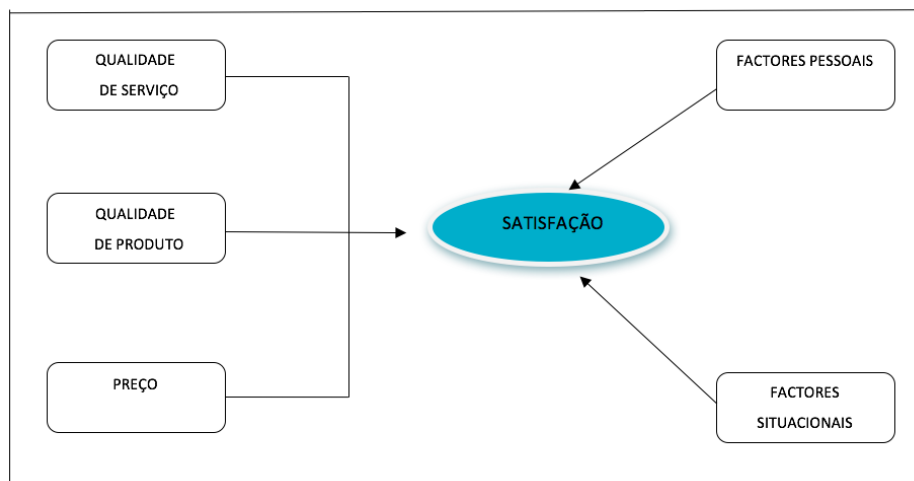 QUALIDADE
DE SERVIÇO
QUALIDADE
DE PRODUTO
PREÇO
SATISFAÇÃO
FACTORES PESSOAIS
FACTORES
SITUACIONAIS